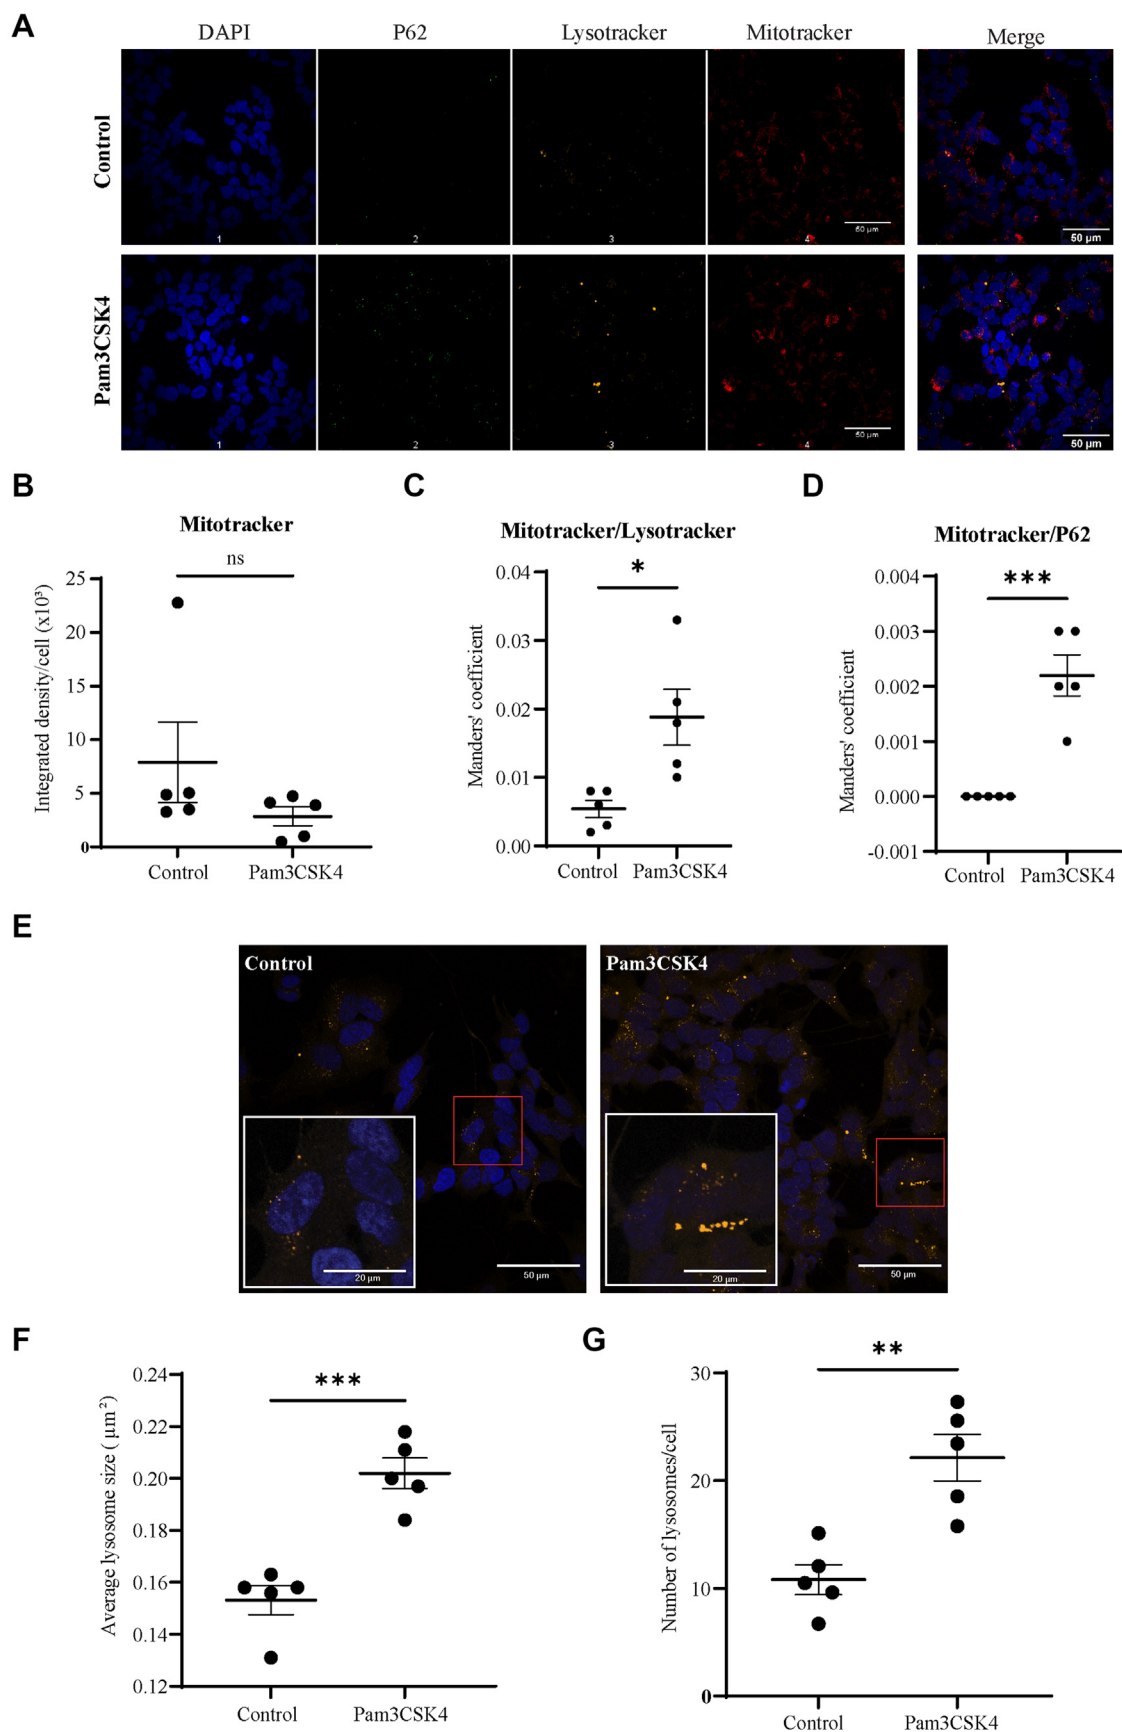 A
DAPI P62 Lysotracker Mitotracker Merge
Control
1 2 3 4
50 µm 50 µm
Pam3CSK4
1 2 3 4
50 µm 50 µm
B
Mitotracker
ns
Integrated density/cell (x10³)
25
20
15
10
5
0
Control Pam3CSK4
C
Mitotracker/Lysotracker
*
Manders' coefficient
0.04
0.03
0.02
0.01
0.00
Control Pam3CSK4
D
Mitotracker/P62
***
Manders' coefficient
0.004
0.003
0.002
0.001
0.000
-0.001
Control Pam3CSK4
E
Control
20 µm
50 µm
Pam3CSK4
20 µm
50 µm
F
***
Average lysosome size ( µm²)
0.24
0.22
0.20
0.18
0.16
0.14
0.12
Control Pam3CSK4
G
**
Number of lysosomes/cell
30
20
10
0
Control Pam3CSK4